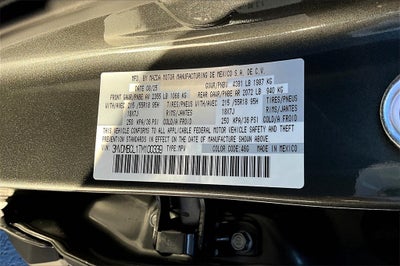 MFD. BY MAZDA MOTOR MANUFACTURING DE MEXICO S.A. DE C.V.
DATE 08/25 GVWR/PNBV 4381 LB 1987 KG
FRONT GAWR/PNBE AV 2355 LB 1068 KG REAR GAWR/PNBE AR 2072 LB 940 KG
WITH/AVEC 215/55R18 95H TIRES/PNEUS WITH/AVEC 215/55R18 95H TIRES/PNEUS
18X7J RIMS/JANTES 18X7J RIMS/JANTES
250 KPA/36 PSI COLD/A FROID 250 KPA/36 PSI COLD/A FROID
THIS VEHICLE CONFORMS TO ALL APPLICABLE FEDERAL MOTOR VEHICLE SAFETY AND THEFT
PREVENTION STANDARDS IN EFFECT ON THE DATE OF MANUFACTURE SHOWN ABOVE.
TYPE:MPV COLOR CODE:46G MADE IN MEXICO